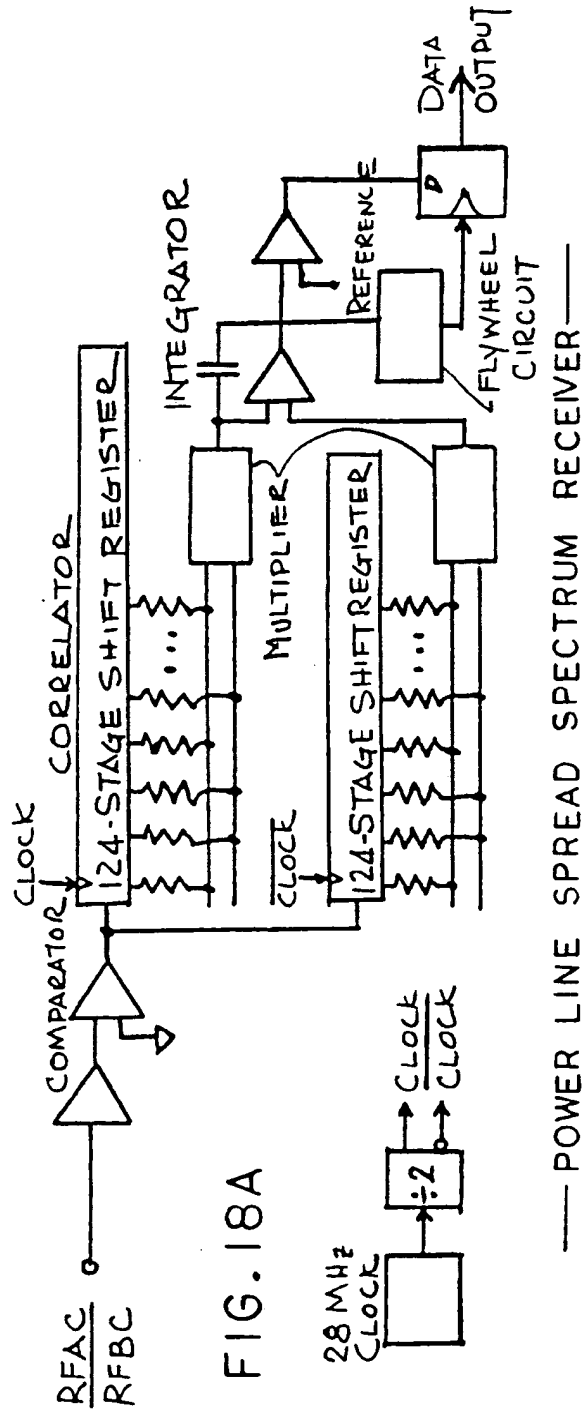 RFAC
RFBC
FIG. 18A
28 MHz
CLOCK
÷2
CLOCK
CLOCK
COMPARATOR
CLOCK
CORRELATOR
124-STAGE SHIFT REGISTER
...
CLOCK
124-STAGE SHIFT REGISTER
...
MULTIPLIER
INTEGRATOR
REFERENCE
FLYWHEEL
CIRCUIT
D
DATA
OUTPUT
— POWER LINE SPREAD SPECTRUM RECEIVER —